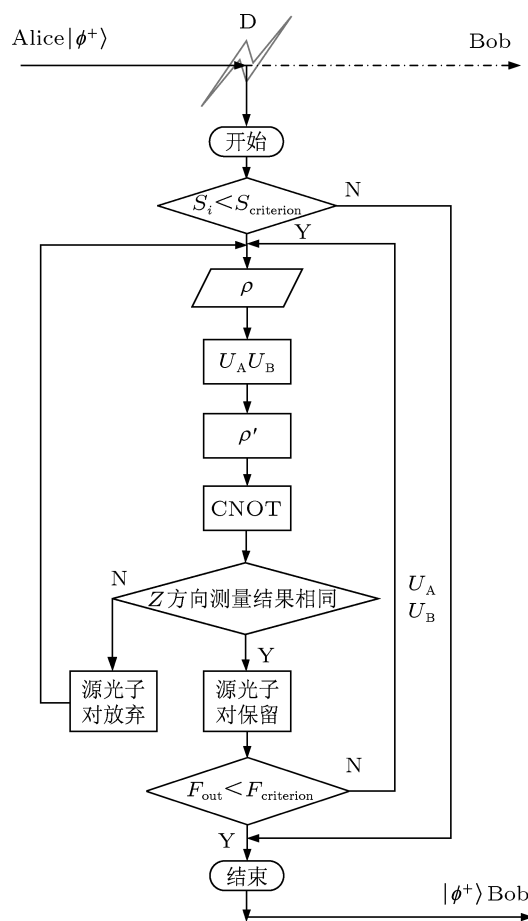 D
Alice|ϕ⁺⟩
Bob
开始
Sᵢ<S_criterion
N
Y
ρ
U_A U_B
ρ′
CNOT
N
Z方向测量结果相同
U_A
U_B
Y
源光子
对放弃
源光子
对保留
N
F_out<F_criterion
Y
结束
|ϕ⁺⟩Bob